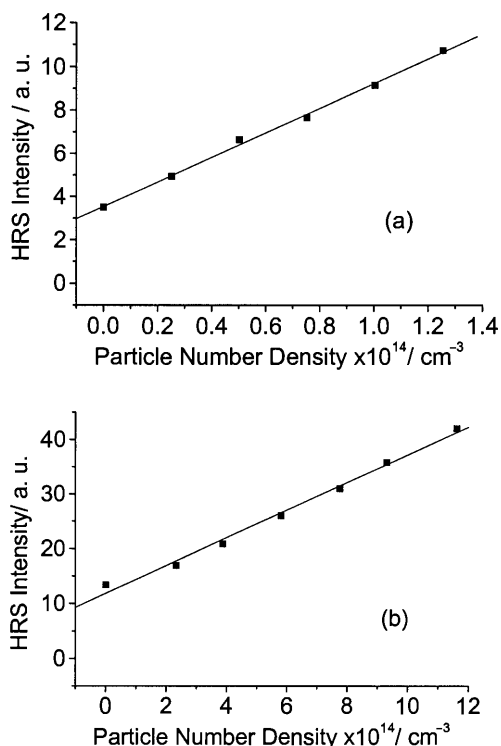 12
10
8
6
4
2
0
HRS Intensity / a. u.
(a)
0.0 0.2 0.4 0.6 0.8 1.0 1.2 1.4
Particle Number Density x10¹⁴/ cm⁻³
40
30
20
10
0
HRS Intensity/ a. u.
(b)
0 2 4 6 8 10 12
Particle Number Density x10¹⁴/ cm⁻³